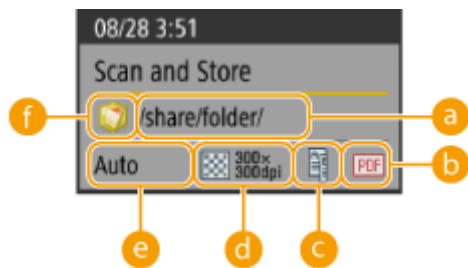 08/28 3:51
Scan and Store
f /share/folder/ a
Auto 300×
300dpi PDF b
e d c